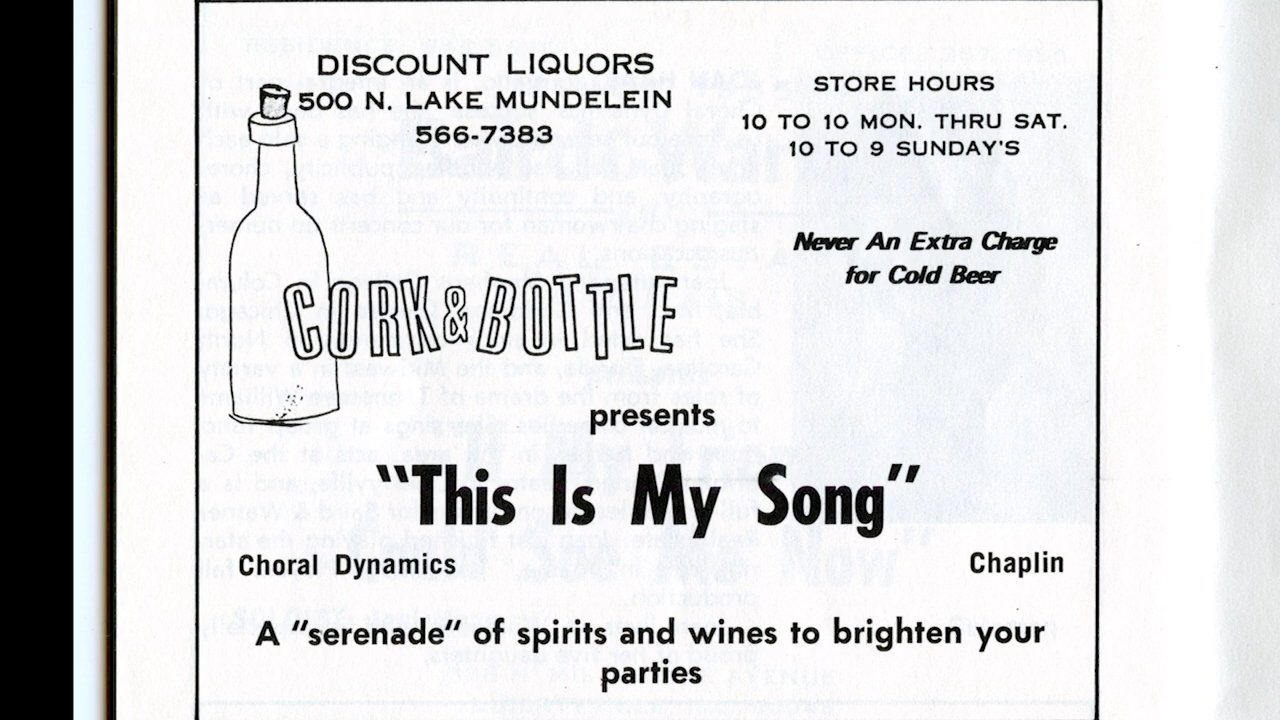 DISCOUNT LIQUORS
500 N. LAKE MUNDELEIN
566-7383
STORE HOURS
10 TO 10 MON. THRU SAT.
10 TO 9 SUNDAY'S
Never An Extra Charge
for Cold Beer
CORK & BOTTLE
presents
"This Is My Song"
Choral Dynamics
Chaplin
A "serenade" of spirits and wines to brighten your
parties